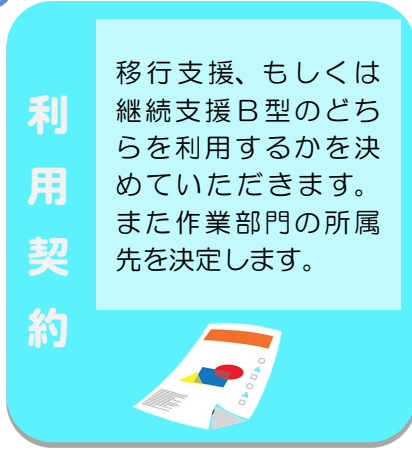 利用契約
移行支援、もしくは
継続支援Ｂ型のどち
らを利用するかを決
めていただきます。
また作業部門の所属
先を決定します。